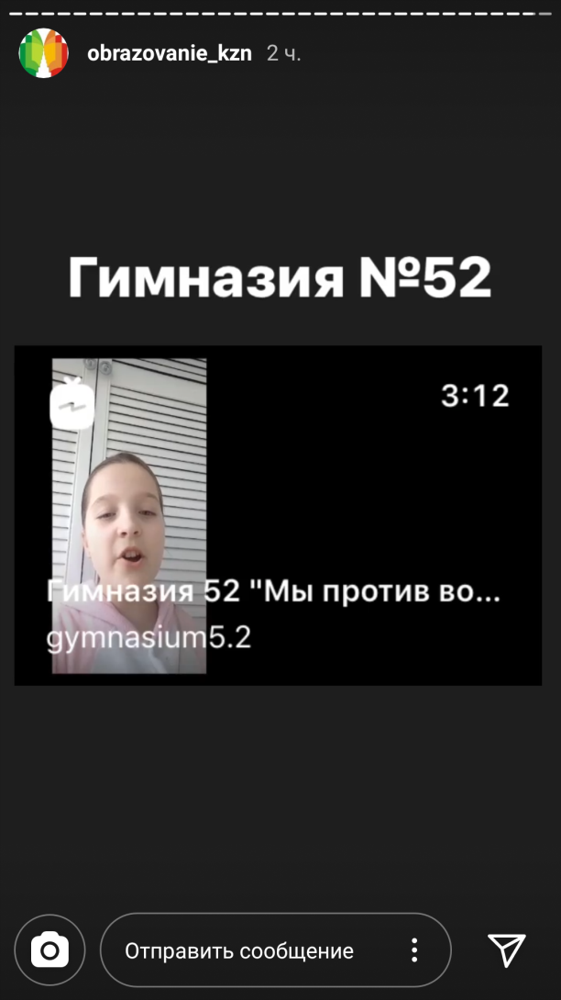 obrazovanie_kzn 2 ч.
Гимназия №52
3:12
Гимназия 52 "Мы против во...
gymnasium5.2
Отправить сообщение